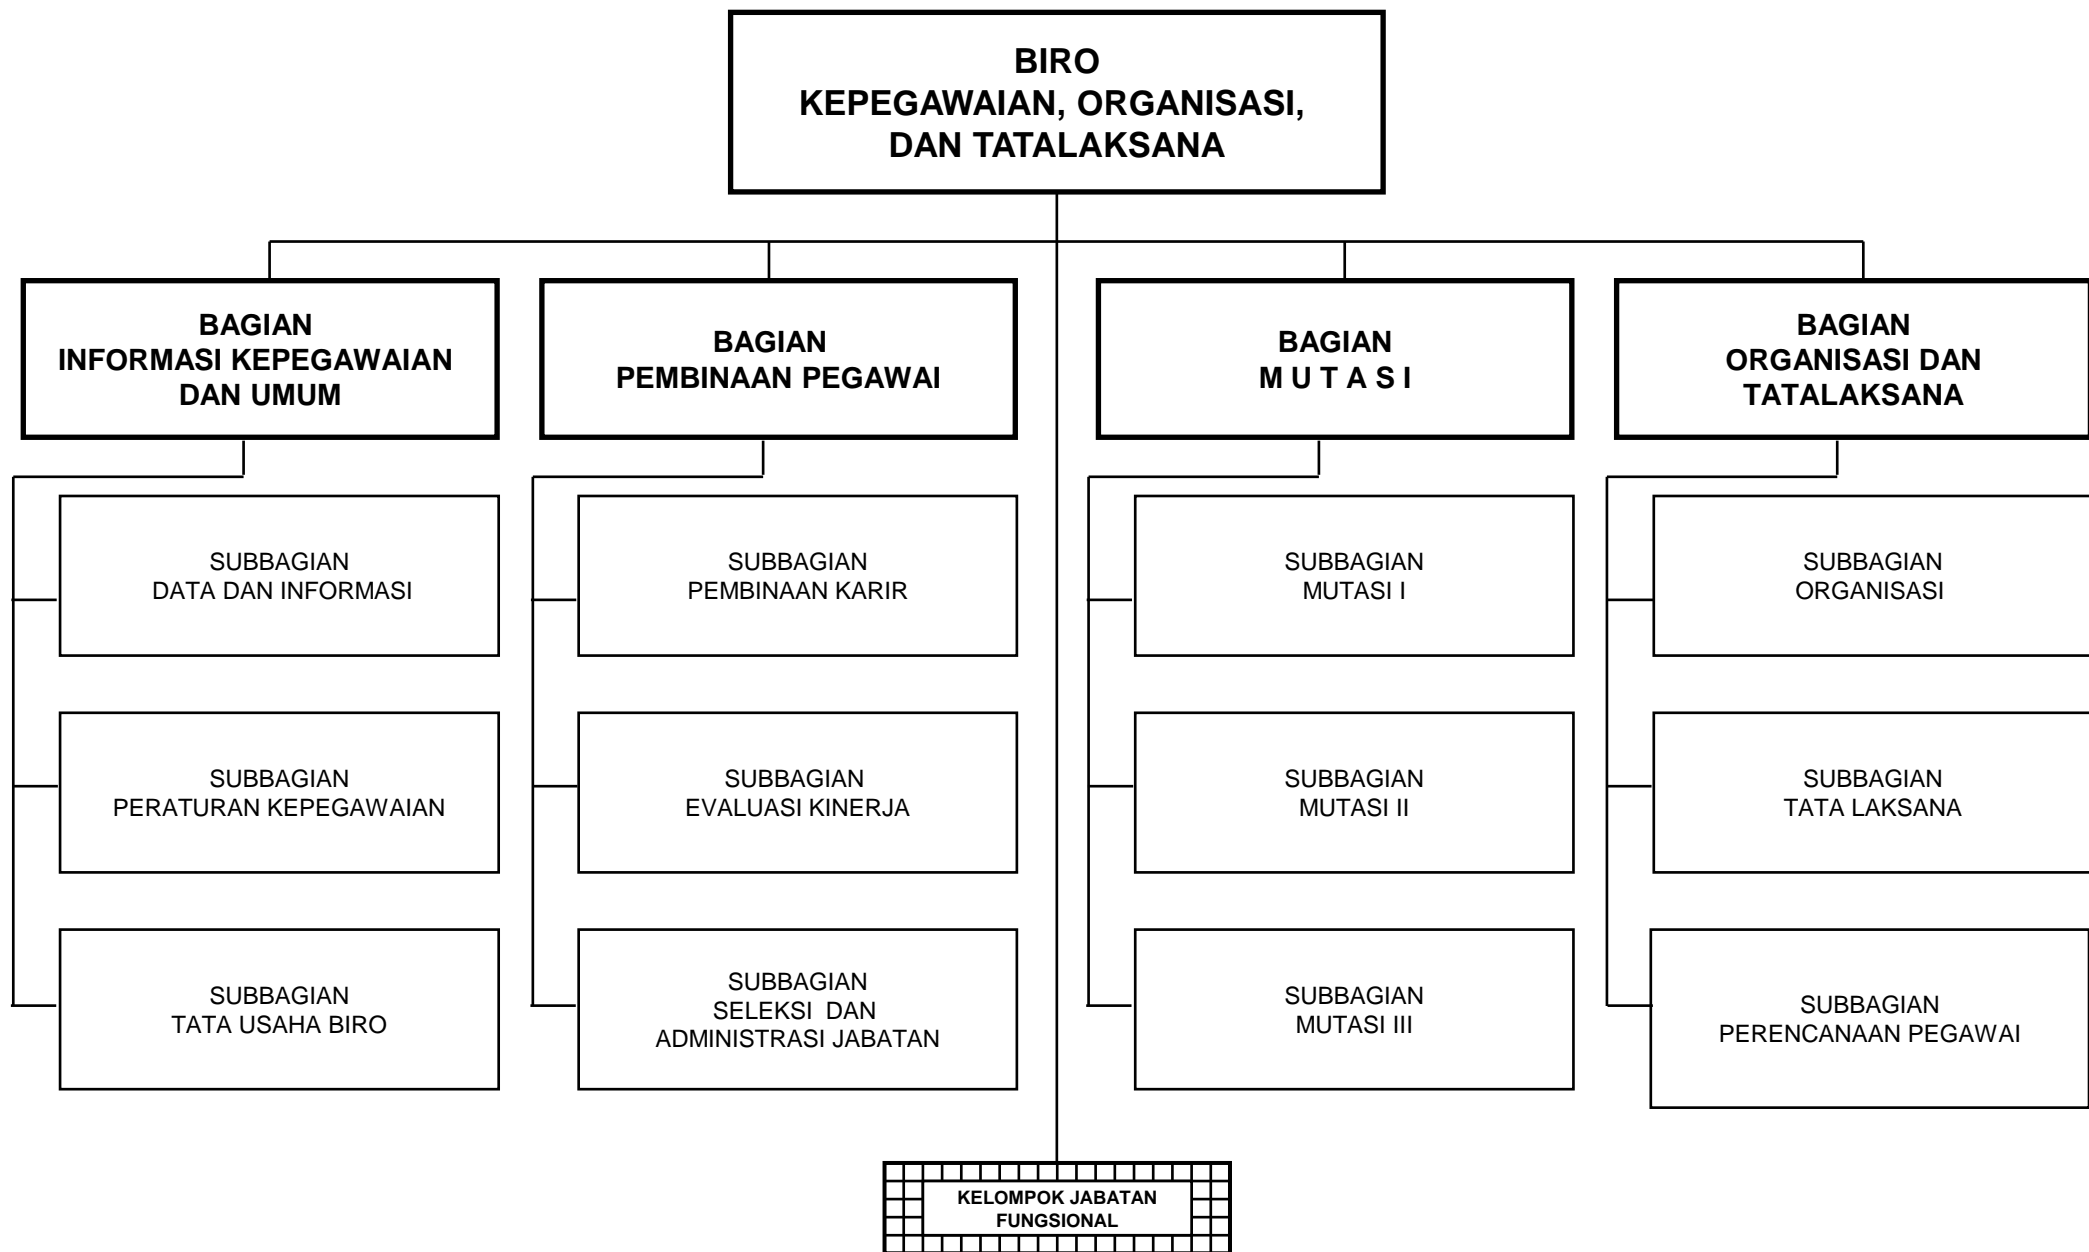 BIRO
KEPEGAWAIAN, ORGANISASI,
DAN TATALAKSANA
BAGIAN
INFORMASI KEPEGAWAIAN
DAN UMUM
BAGIAN
PEMBINAAN PEGAWAI
BAGIAN
M U T A S I
BAGIAN
ORGANISASI DAN
TATALAKSANA
SUBBAGIAN
DATA DAN INFORMASI
SUBBAGIAN
PEMBINAAN KARIR
SUBBAGIAN
MUTASI I
SUBBAGIAN
ORGANISASI
SUBBAGIAN
PERATURAN KEPEGAWAIAN
SUBBAGIAN
EVALUASI KINERJA
SUBBAGIAN
MUTASI II
SUBBAGIAN
TATA LAKSANA
SUBBAGIAN
TATA USAHA BIRO
SUBBAGIAN
SELEKSI DAN
ADMINISTRASI JABATAN
SUBBAGIAN
MUTASI III
SUBBAGIAN
PERENCANAAN PEGAWAI
KELOMPOK JABATAN
FUNGSIONAL